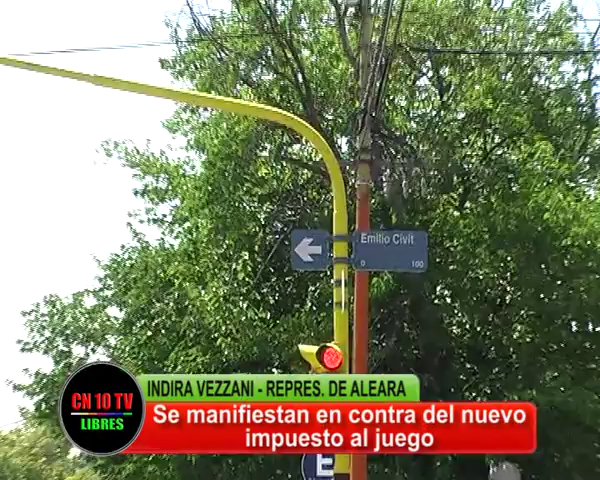 Emilio Civit
0 100
CN 10 TV
LIBRES
INDIRA VEZZANI - REPRES. DE ALEARA
Se manifiestan en contra del nuevo
impuesto al juego
E